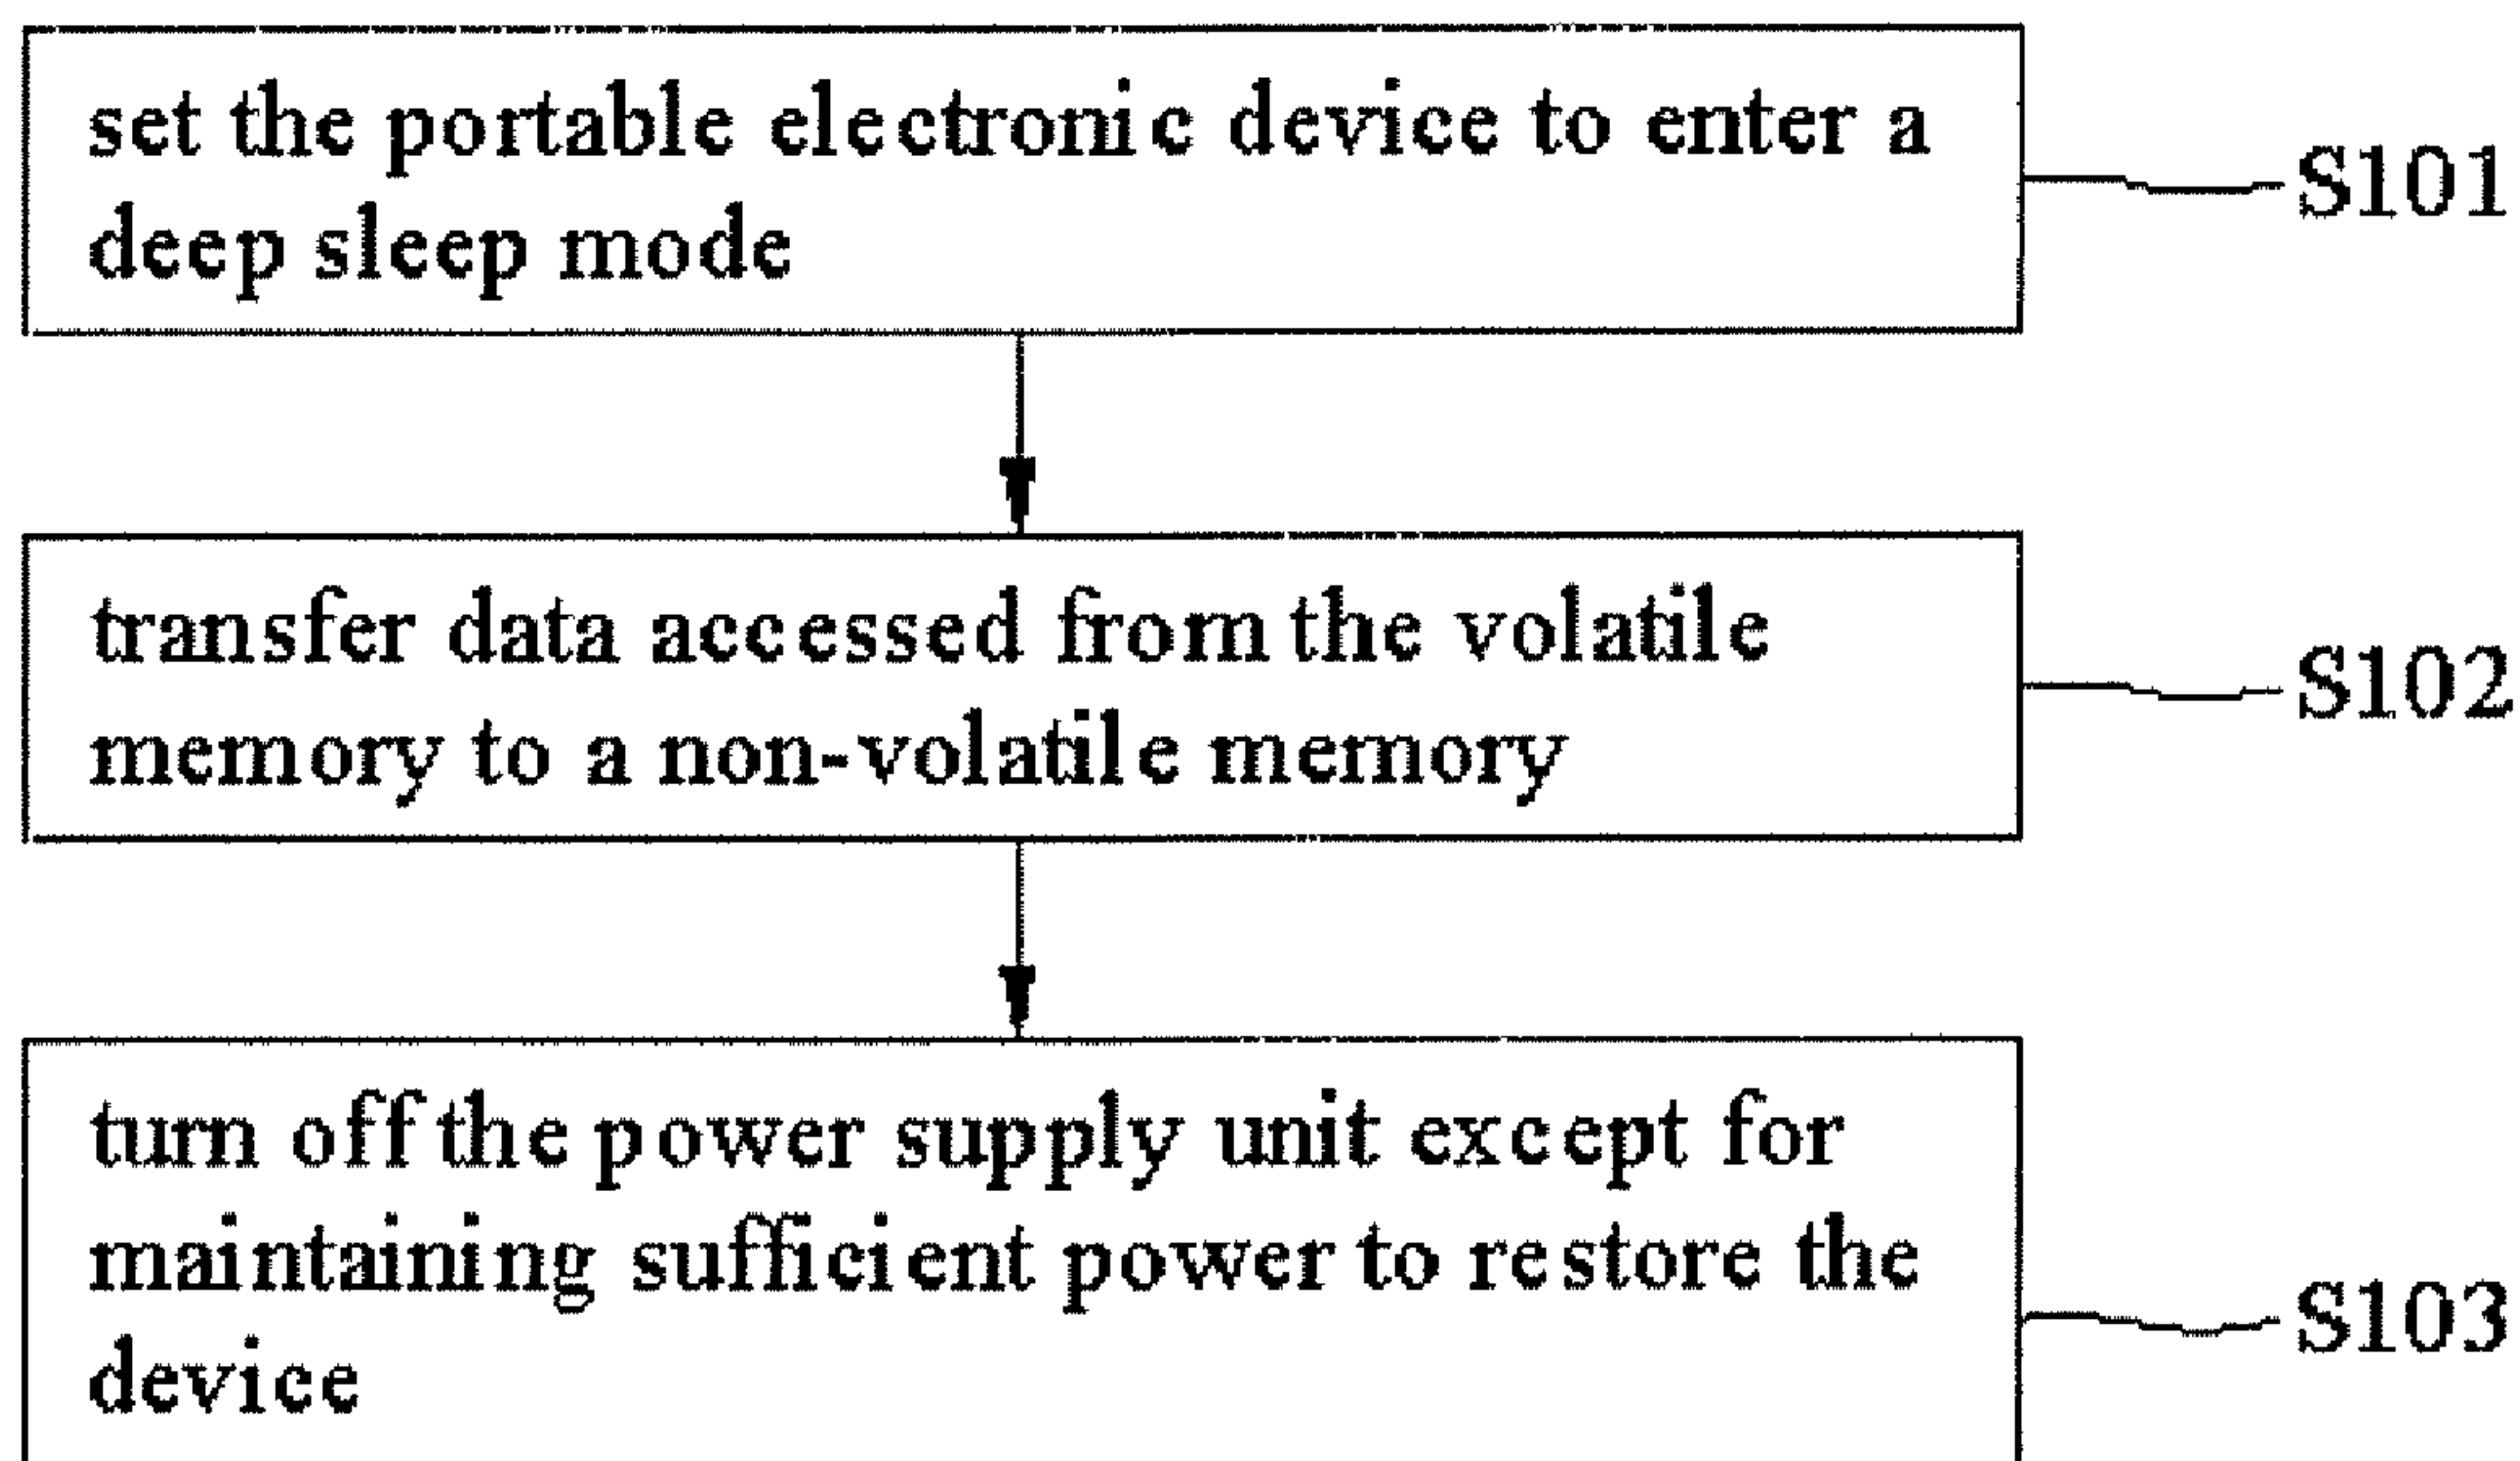 set the portable electronic device to enter a
deep sleep mode
S101
transfer data accessed from the volatile
memory to a non-volatile memory
S102
turn off the power supply unit except for
maintaining sufficient power to restore the
device
S103